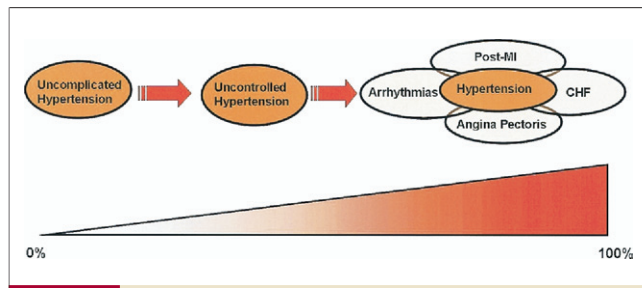 Post-MI
Uncomplicated
Hypertension
Uncontrolled
Hypertension
Arrhythmias
Hypertension
CHF
Angina Pectoris
0%
100%